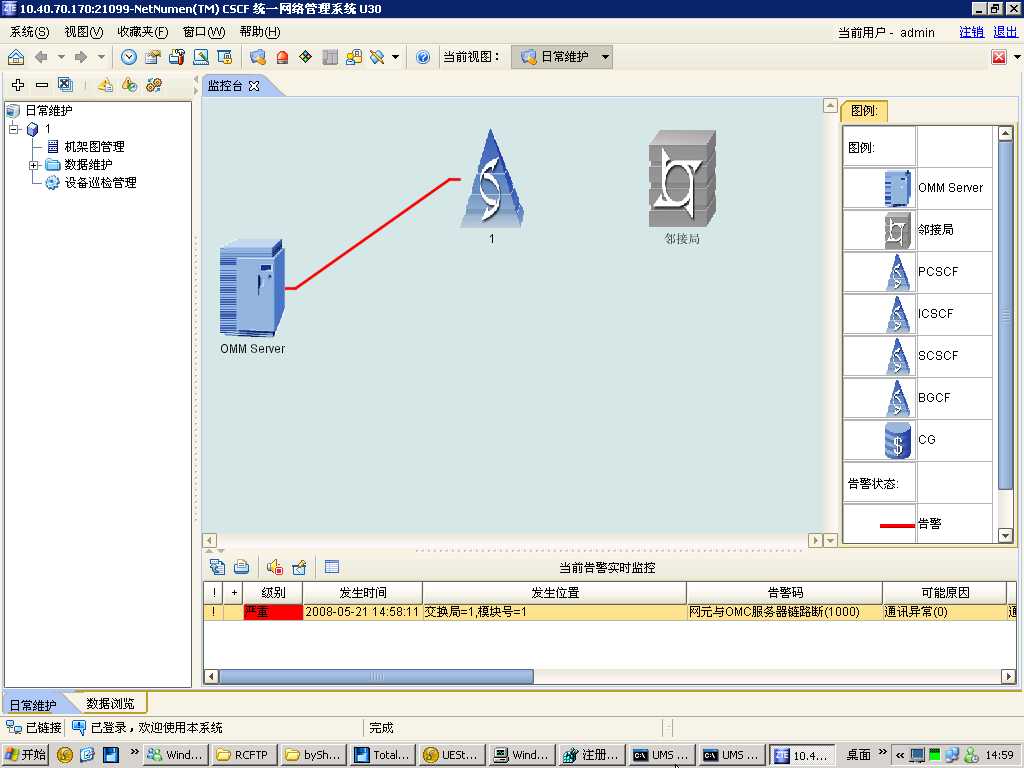 10.40.70.170:21099-NetNumen(TM) CSCF 统一网络管理系统 U30
系统(S) 视图(V) 收藏夹(F) 窗口(W) 帮助(H) 当前用户 - admin 注销 退出
当前视图： 日常维护
监控台
日常维护
1
机架图管理
数据维护
设备巡检管理
1
邻接局
OMM Server
图例:
图例:
OMM Server
邻接局
PCSCF
ICSCF
SCSCF
BGCF
CG
告警状态:
告警
当前告警实时监控
! + 级别 发生时间 发生位置 告警码 可能原因
! 严重 2008-05-21 14:58:11 交换局=1,模块号=1 网元与OMC服务器链路断(1000) 通讯异常(0)
日常维护 数据浏览
已链接 已登录，欢迎使用本系统 完成
开始 » Wind... RCFTP bySh... Total... UESt... Wind... 注册... UMS ... UMS ... 10.4... 桌面 » « 14:59